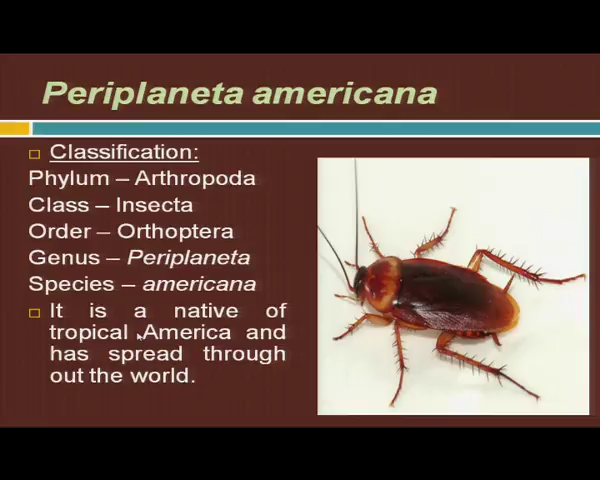 Periplaneta americana
Classification:
Phylum – Arthropoda
Class – Insecta
Order – Orthoptera
Genus – Periplaneta
Species – americana
It is a native of
tropical America and
has spread through
out the world.